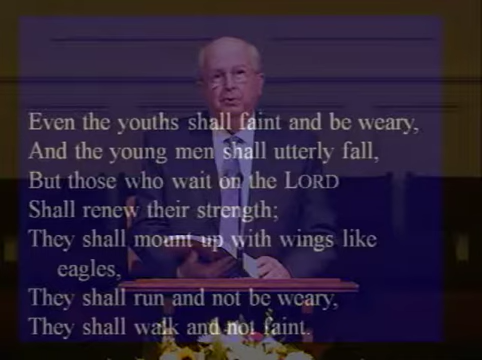 Even the youths shall faint and be weary,
And the young men shall utterly fall,
But those who wait on the LORD
Shall renew their strength;
They shall mount up with wings like
eagles,
They shall run and not be weary,
They shall walk and not faint.